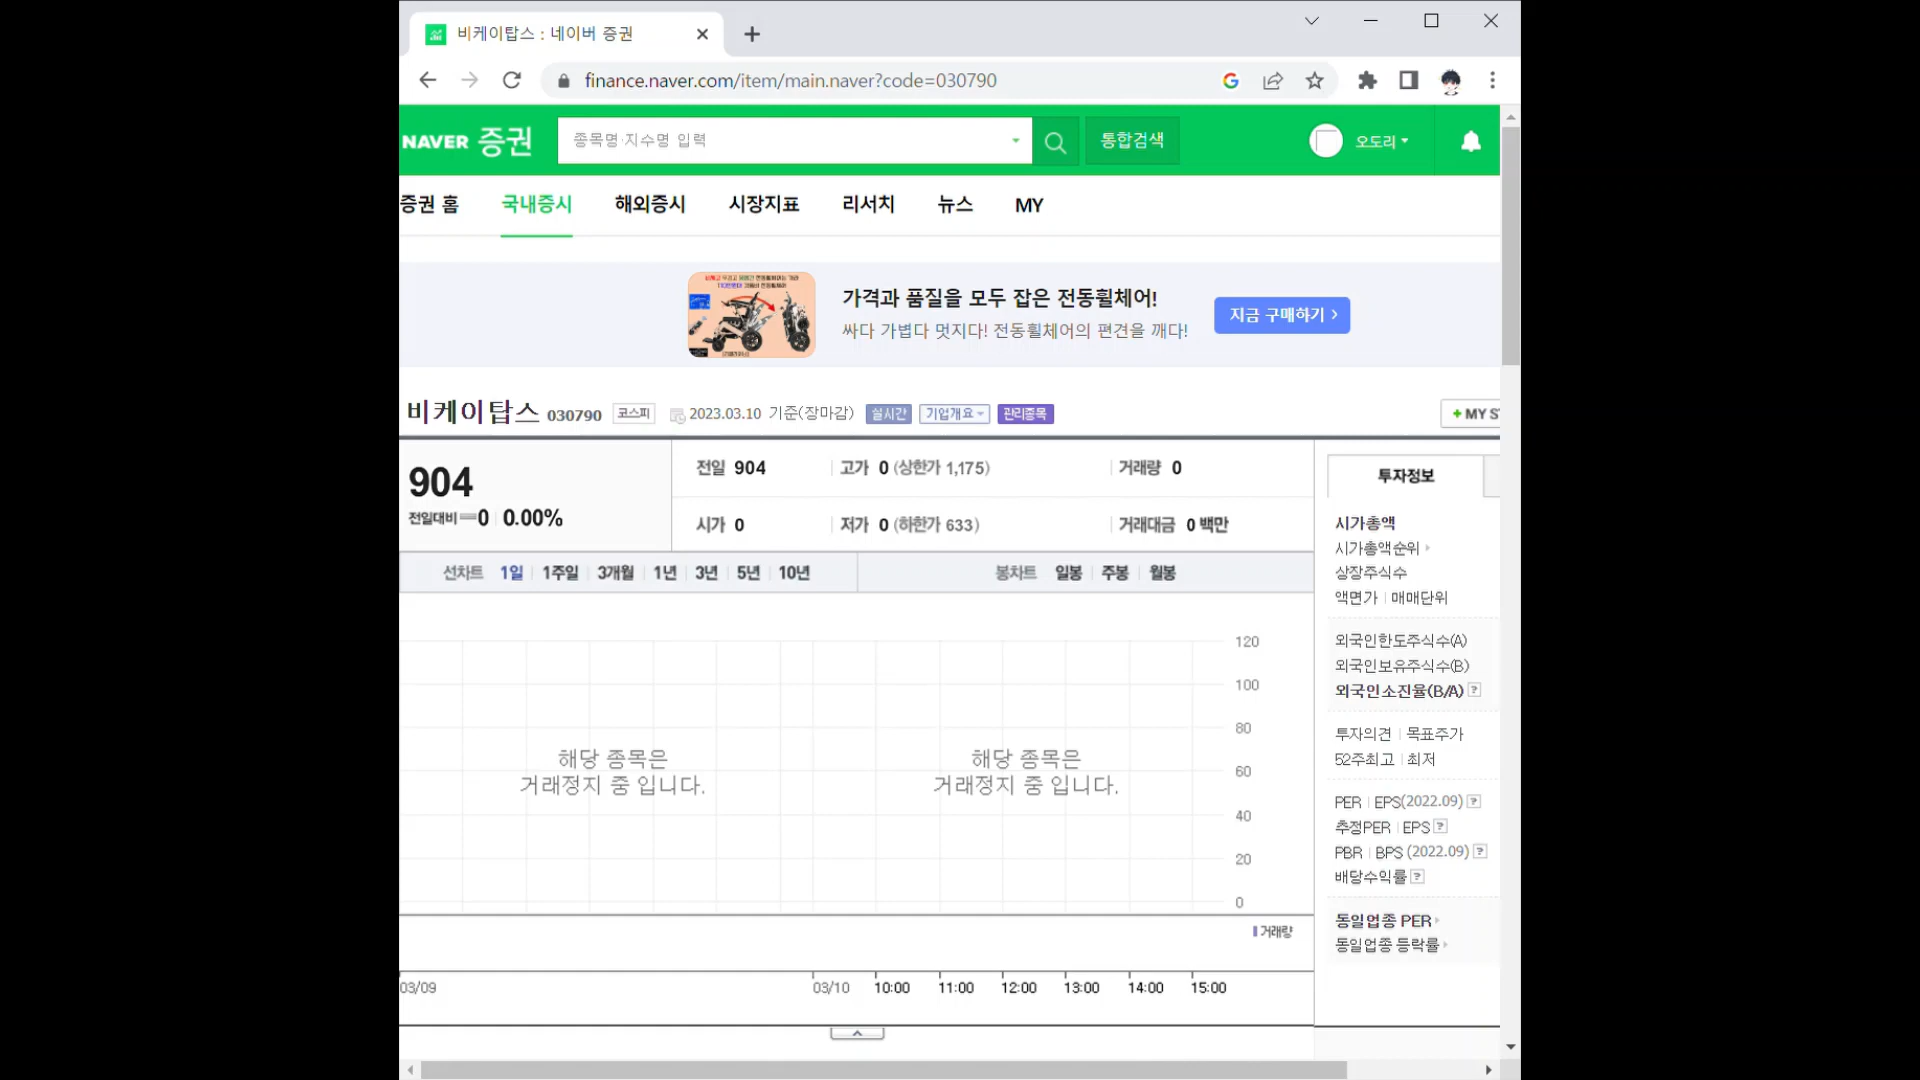 비케이탑스 : 네이버 증권
finance.naver.com/item/main.naver?code=030790
NAVER 증권
종목명·지수명 입력
통합검색
오도리
증권 홈 국내증시 해외증시 시장지표 리서치 뉴스 MY
가격과 품질을 모두 잡은 전동휠체어!
싸다 가볍다 멋지다! 전동휠체어의 편견을 깨다!
지금 구매하기 >
비케이탑스 030790 코스피 2023.03.10 기준(장마감) 실시간 기업개요 관리종목
+ MY S
904
전일대비 0 0.00%
전일 904 고가 0 (상한가 1,175) 거래량 0
시가 0 저가 0 (하한가 633) 거래대금 0 백만
선차트 1일 1주일 3개월 1년 3년 5년 10년
봉차트 일봉 주봉 월봉
해당 종목은
거래정지 중 입니다.
해당 종목은
거래정지 중 입니다.
120
100
80
60
40
20
0
거래량
03/09 03/10 10:00 11:00 12:00 13:00 14:00 15:00
투자정보
시가총액
시가총액순위
상장주식수
액면가 | 매매단위
외국인한도주식수(A)
외국인보유주식수(B)
외국인소진율(B/A) ?
투자의견 | 목표주가
52주최고 | 최저
PER | EPS(2022.09) ?
추정PER | EPS ?
PBR | BPS (2022.09) ?
배당수익률 ?
동일업종 PER
동일업종 등락률